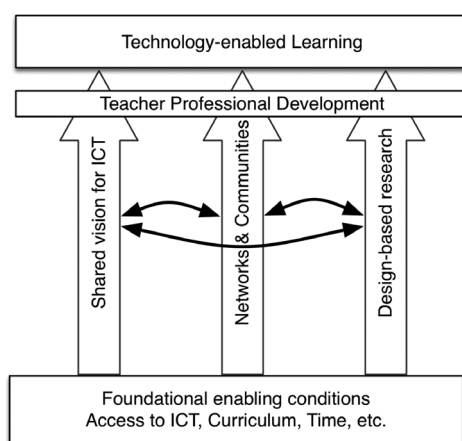 Technology-enabled Learning
Teacher Professional Development
Shared vision for ICT
Networks & Communities
Design-based research
Foundational enabling conditions
Access to ICT, Curriculum, Time, etc.